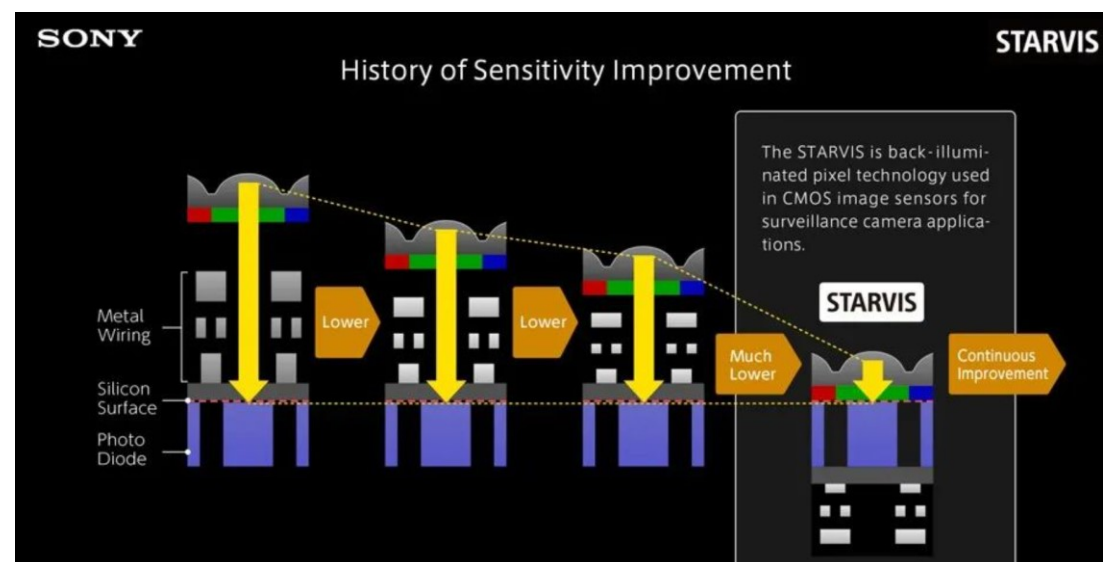 SONY
STARVIS
History of Sensitivity Improvement
The STARVIS is back-illumi-
nated pixel technology used
in CMOS image sensors for
surveillance camera applica-
tions.
STARVIS
Metal
Wiring
Lower
Lower
Much
Lower
Continuous
Improvement
Silicon
Surface
Photo
Diode